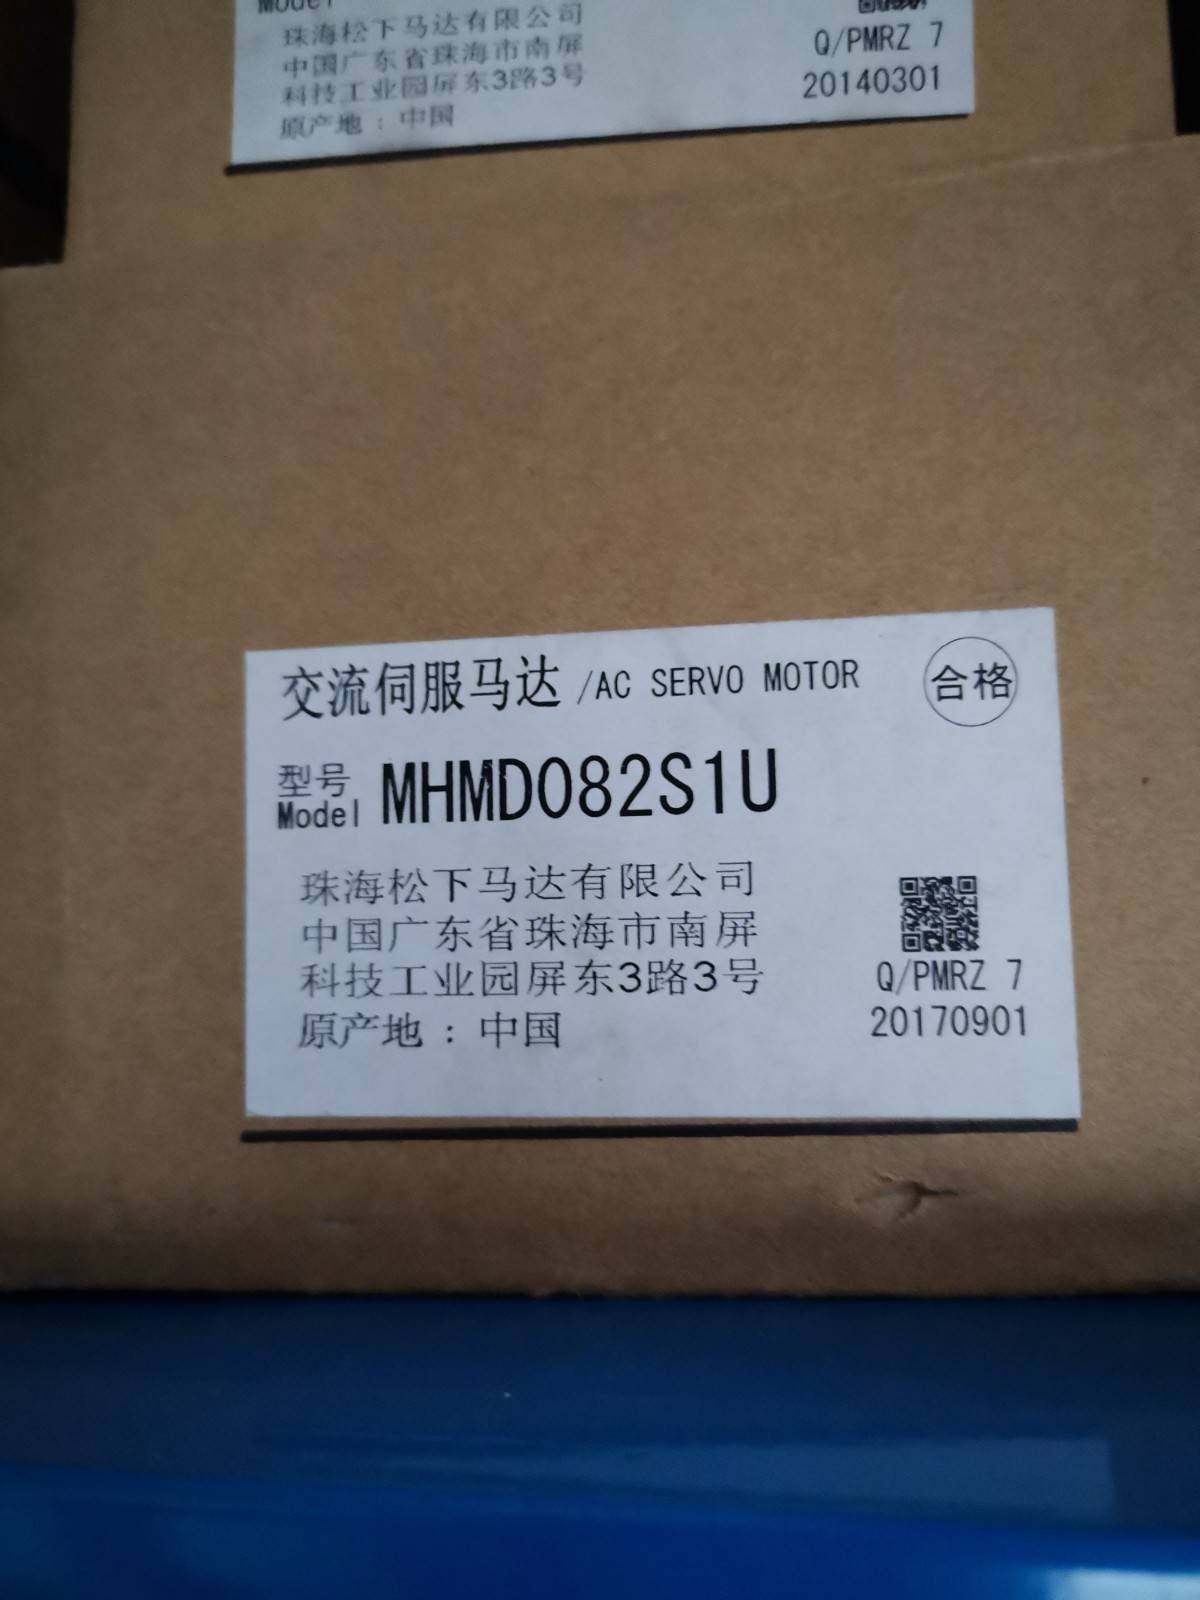 Model
珠海松下马达有限公司
中国广东省珠海市南屏
科技工业园屏东3路3号
原产地：中国
Q/PMRZ 7
20140301
交流伺服马达/AC SERVO MOTOR
合格
型号
Model MHMD082S1U
珠海松下马达有限公司
中国广东省珠海市南屏
科技工业园屏东3路3号
原产地：中国
Q/PMRZ 7
20170901